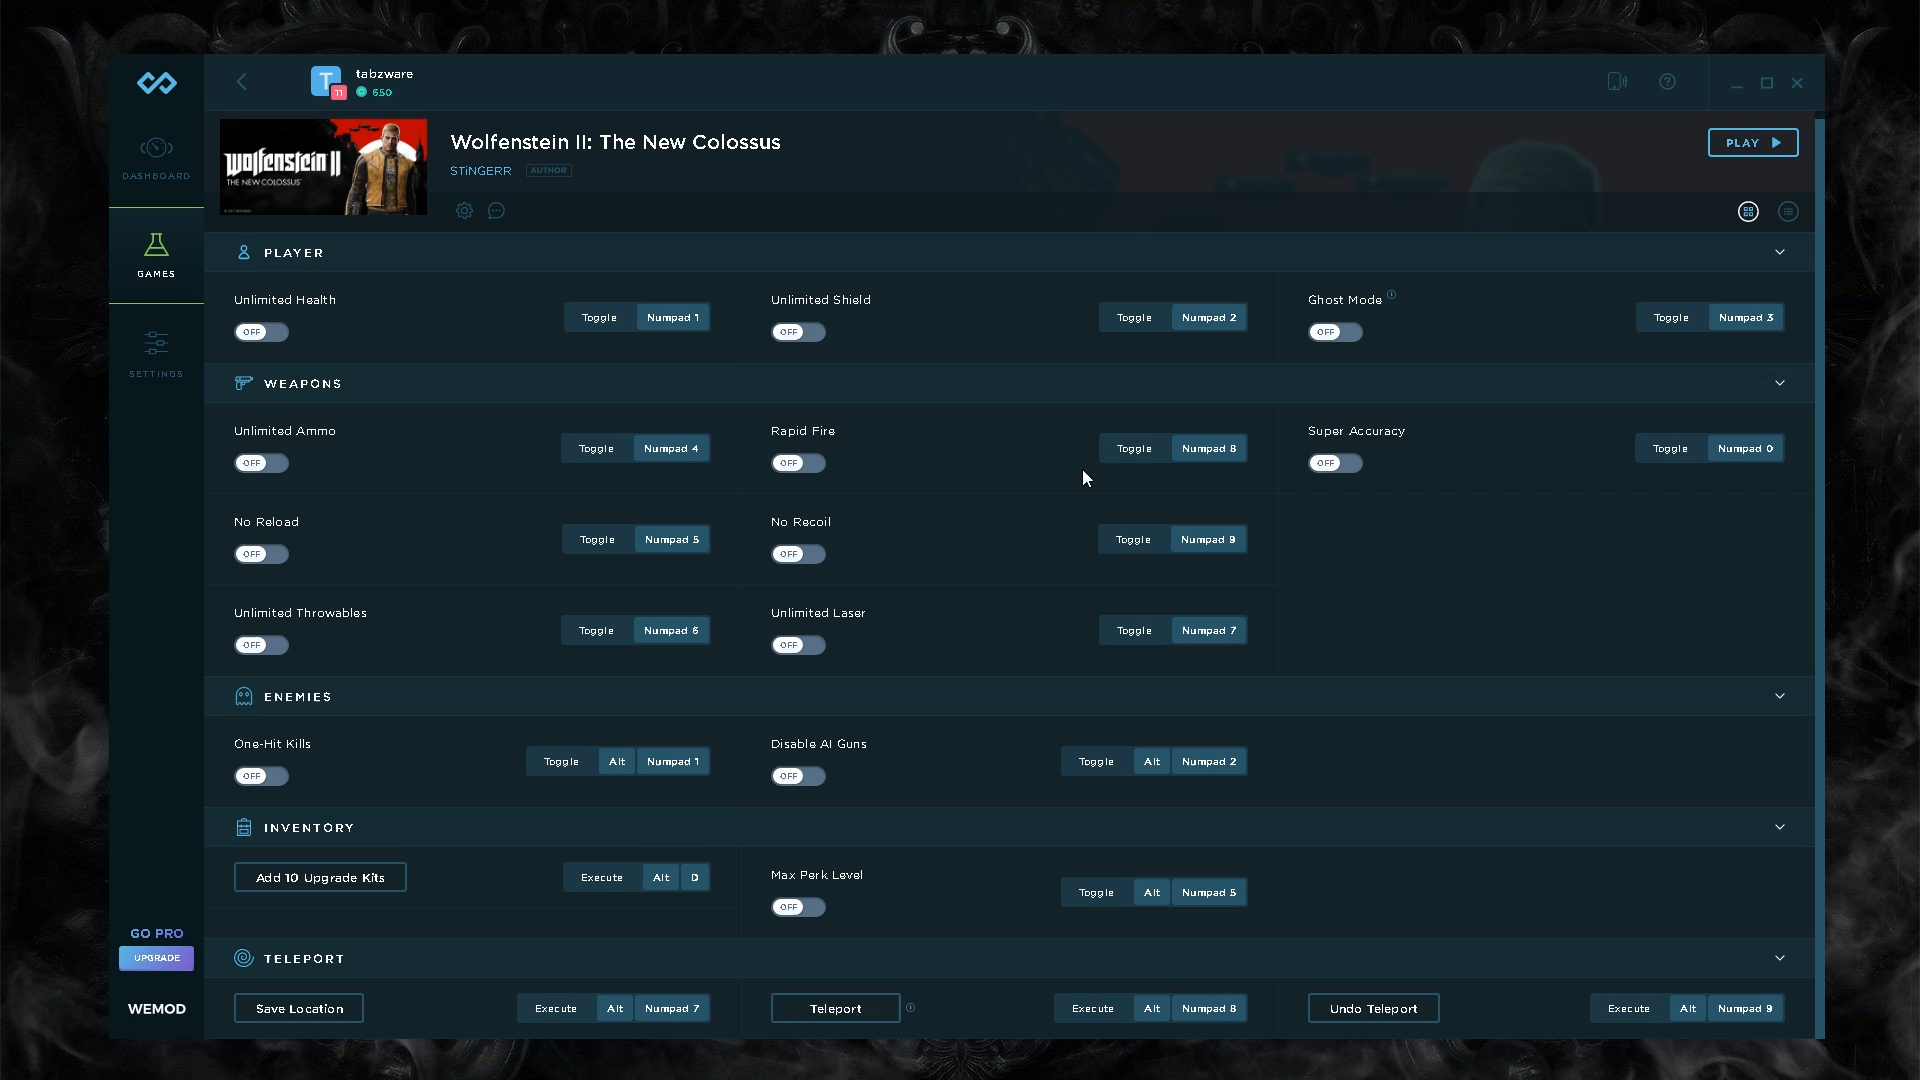 tabzware
T
11
650
DASHBOARD
GAMES
SETTINGS
GO PRO
UPGRADE
WEMOD
Wolfenstein II
THE NEW COLOSSUS
Wolfenstein II: The New Colossus
STiNGERR AUTHOR
PLAY
PLAYER
Unlimited Health
OFF
Toggle Numpad 1
Unlimited Shield
OFF
Toggle Numpad 2
Ghost Mode
OFF
Toggle Numpad 3
WEAPONS
Unlimited Ammo
OFF
Toggle Numpad 4
Rapid Fire
OFF
Toggle Numpad 8
Super Accuracy
OFF
Toggle Numpad 0
No Reload
OFF
Toggle Numpad 5
No Recoil
OFF
Toggle Numpad 9
Unlimited Throwables
OFF
Toggle Numpad 6
Unlimited Laser
OFF
Toggle Numpad 7
ENEMIES
One-Hit Kills
OFF
Toggle Alt Numpad 1
Disable AI Guns
OFF
Toggle Alt Numpad 2
INVENTORY
Add 10 Upgrade Kits
Execute Alt D
Max Perk Level
OFF
Toggle Alt Numpad 5
TELEPORT
Save Location
Execute Alt Numpad 7
Teleport
Execute Alt Numpad 8
Undo Teleport
Execute Alt Numpad 9